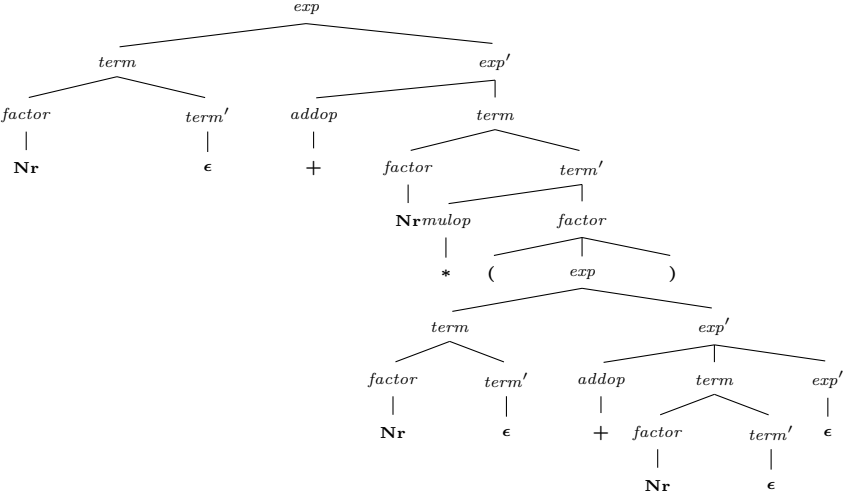 exp
term exp′
factor term′ addop term
Nr ϵ + factor term′
Nr mulop factor
* ( exp )
term exp′
factor term′ addop term exp′
Nr ϵ + factor term′ ϵ
Nr ϵ